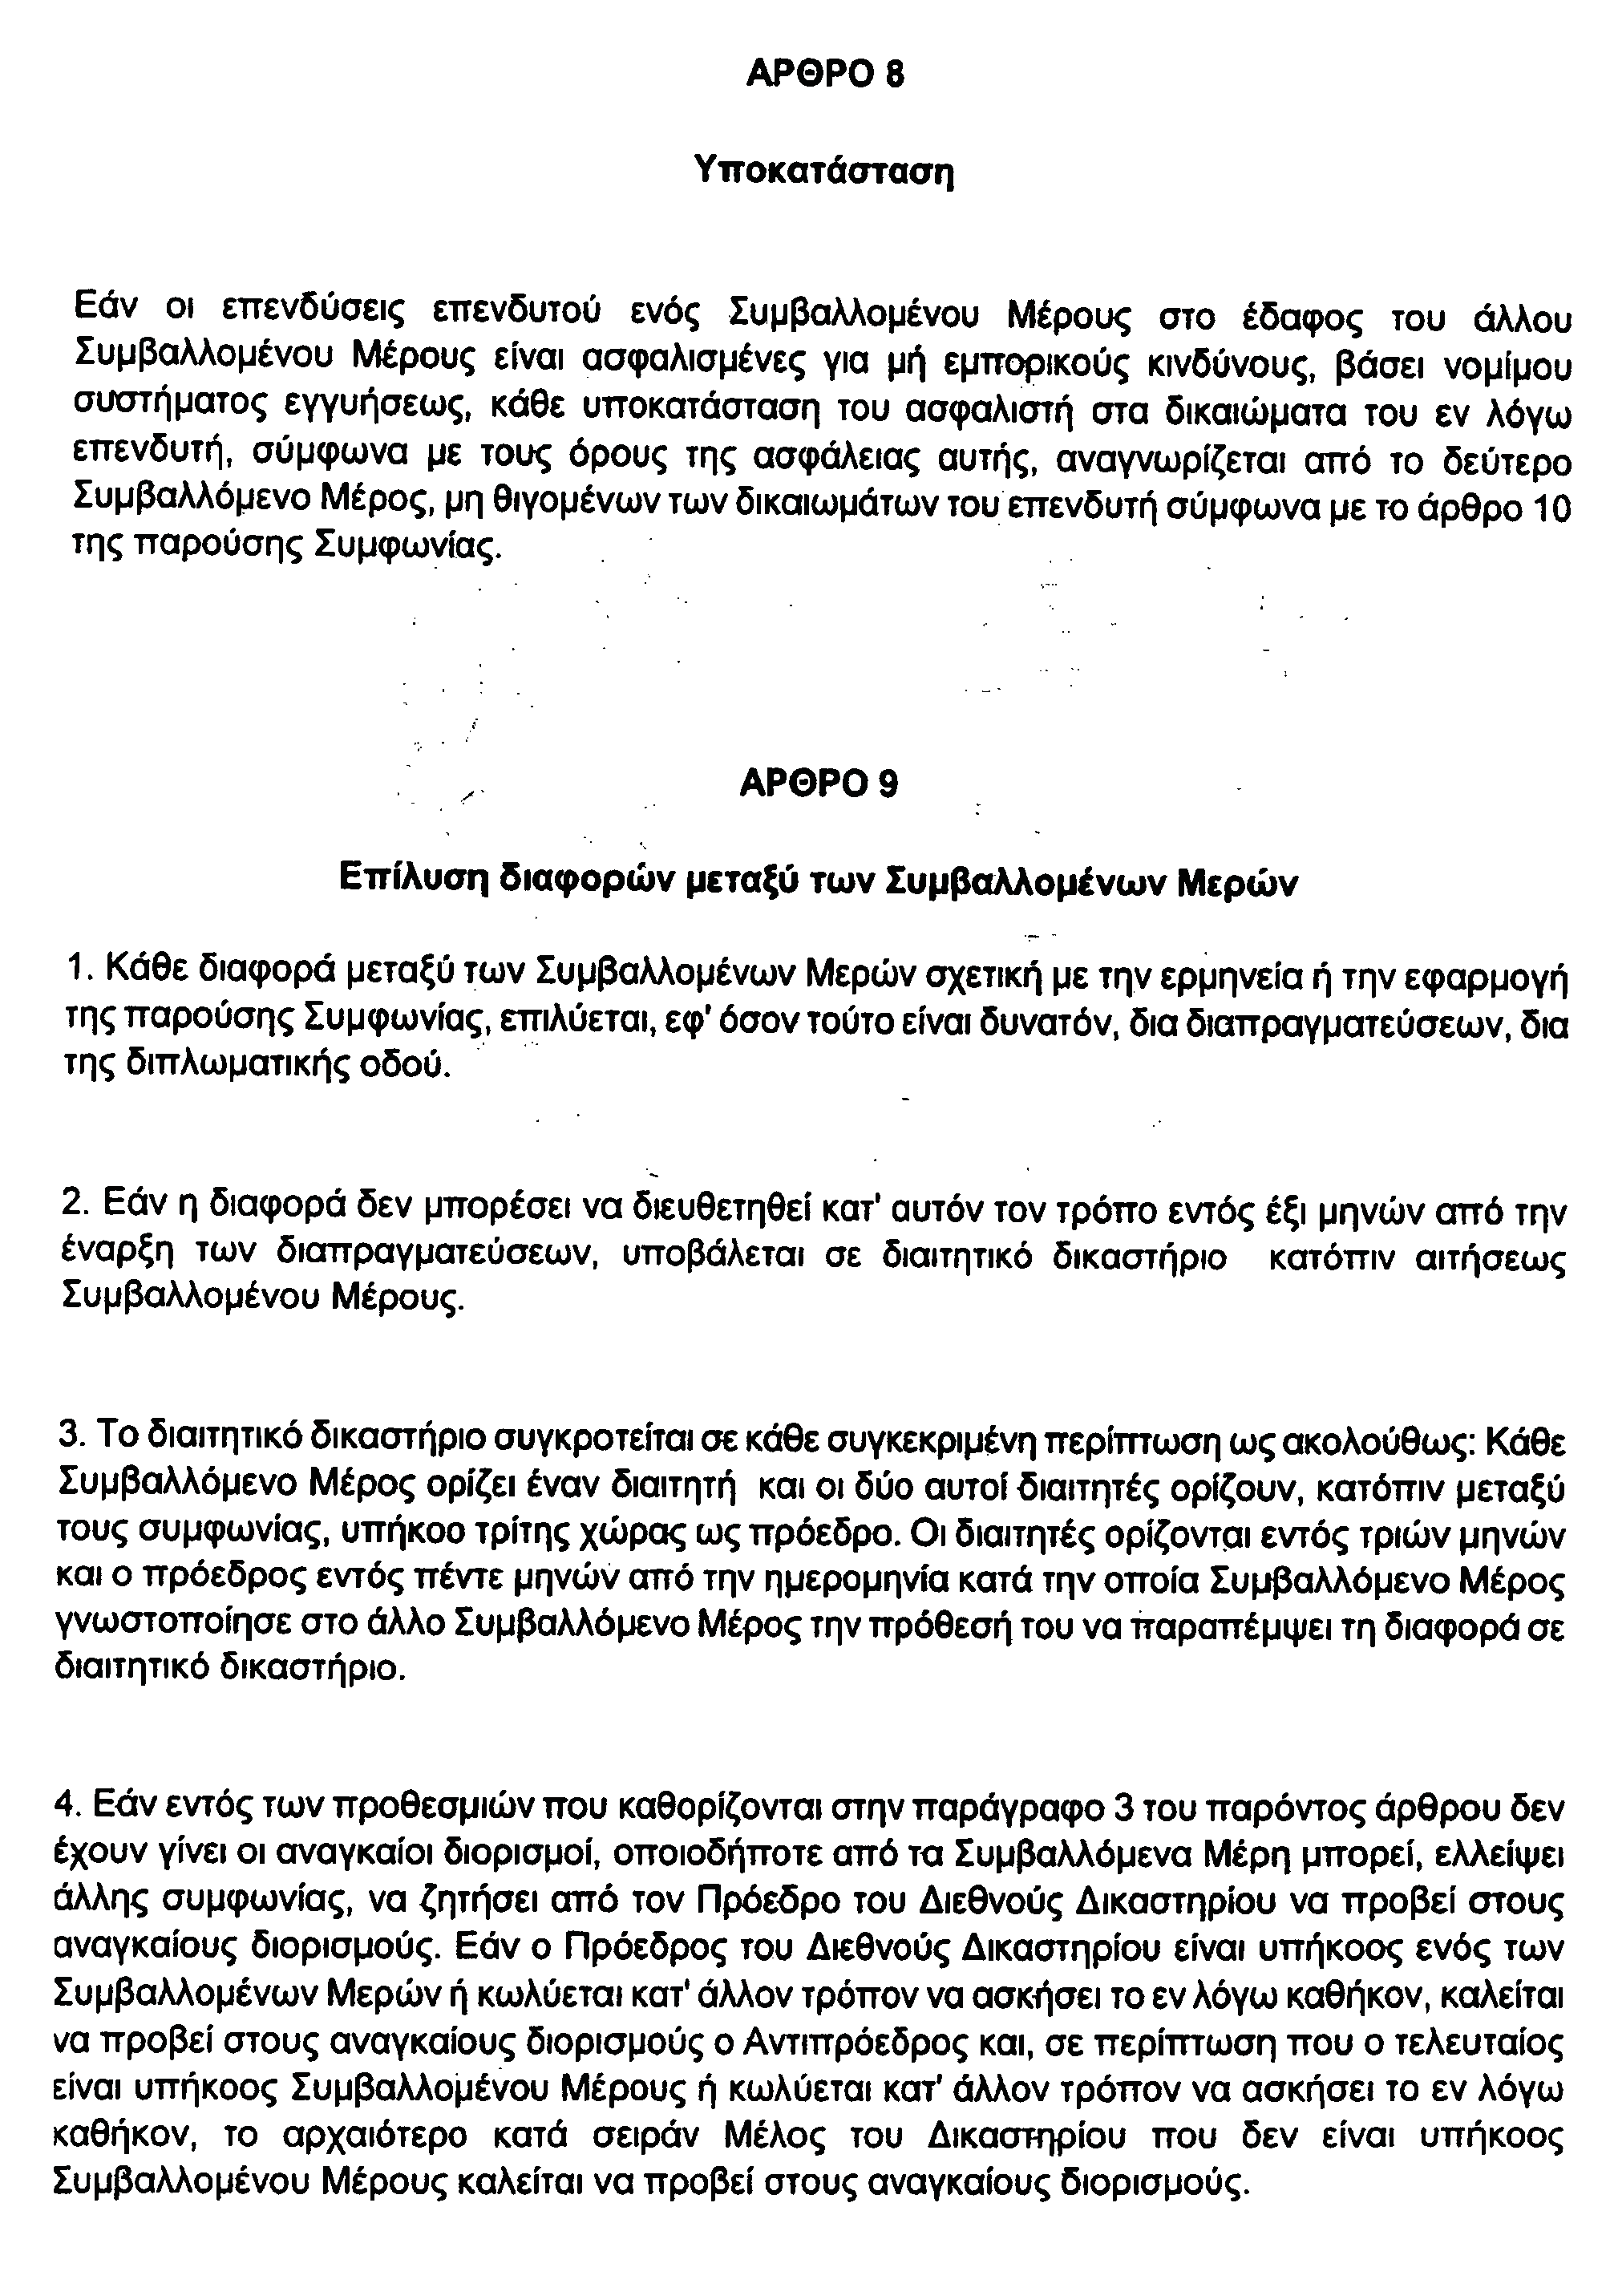 ΑΡΘΡΟ 8
Υποκατάσταση
Εάν οι επενδύσεις επενδυτού ενός Συμβαλλομένου Μέρους στο έδαφος του άλλου
Συμβαλλομένου Μέρους είναι ασφαλισμένες για μή εμπορικούς κινδύνους, βάσει νομίμου
συστήματος εγγυήσεως, κάθε υποκατάσταση του ασφαλιστή στα δικαιώματα του εν λόγω
επενδυτή, σύμφωνα με τους όρους της ασφάλειας αυτής, αναγνωρίζεται από το δεύτερο
Συμβαλλόμενο Μέρος, μη θιγομένων των δικαιωμάτων του επενδυτή σύμφωνα με το άρθρο 10
της παρούσης Συμφωνίας.
ΑΡΘΡΟ 9
Επίλυση διαφορών μεταξύ των Συμβαλλομένων Μερών
1. Κάθε διαφορά μεταξύ των Συμβαλλομένων Μερών σχετική με την ερμηνεία ή την εφαρμογή
της παρούσης Συμφωνίας, επιλύεται, εφ' όσον τούτο είναι δυνατόν, δια διαπραγματεύσεων, δια
της διπλωματικής οδού.
2. Εάν η διαφορά δεν μπορέσει να διευθετηθεί κατ' αυτόν τον τρόπο εντός έξι μηνών από την
έναρξη των διαπραγματεύσεων, υποβάλεται σε διαιτητικό δικαστήριο κατόπιν αιτήσεως
Συμβαλλομένου Μέρους.
3. Το διαιτητικό δικαστήριο συγκροτείται σε κάθε συγκεκριμένη περίπτωση ως ακολούθως: Κάθε
Συμβαλλόμενο Μέρος ορίζει έναν διαιτητή και οι δύο αυτοί διαιτητές ορίζουν, κατόπιν μεταξύ
τους συμφωνίας, υπήκοο τρίτης χώρας ως πρόεδρο. Οι διαιτητές ορίζονται εντός τριών μηνών
και ο πρόεδρος εντός πέντε μηνών από την ημερομηνία κατά την οποία Συμβαλλόμενο Μέρος
γνωστοποίησε στο άλλο Συμβαλλόμενο Μέρος την πρόθεσή του να παραπέμψει τη διαφορά σε
διαιτητικό δικαστήριο.
4. Εάν εντός των προθεσμιών που καθορίζονται στην παράγραφο 3 του παρόντος άρθρου δεν
έχουν γίνει οι αναγκαίοι διορισμοί, οποιοδήποτε από τα Συμβαλλόμενα Μέρη μπορεί, ελλείψει
άλλης συμφωνίας, να ζητήσει από τον Πρόεδρο του Διεθνούς Δικαστηρίου να προβεί στους
αναγκαίους διορισμούς. Εάν ο Πρόεδρος του Διεθνούς Δικαστηρίου είναι υπήκοος ενός των
Συμβαλλομένων Μερών ή κωλύεται κατ' άλλον τρόπον να ασκήσει το εν λόγω καθήκον, καλείται
να προβεί στους αναγκαίους διορισμούς ο Αντιπρόεδρος και, σε περίπτωση που ο τελευταίος
είναι υπήκοος Συμβαλλομένου Μέρους ή κωλύεται κατ' άλλον τρόπον να ασκήσει το εν λόγω
καθήκον, το αρχαιότερο κατά σειράν Μέλος του Δικαστηρίου που δεν είναι υπήκοος
Συμβαλλομένου Μέρους καλείται να προβεί στους αναγκαίους διορισμούς.